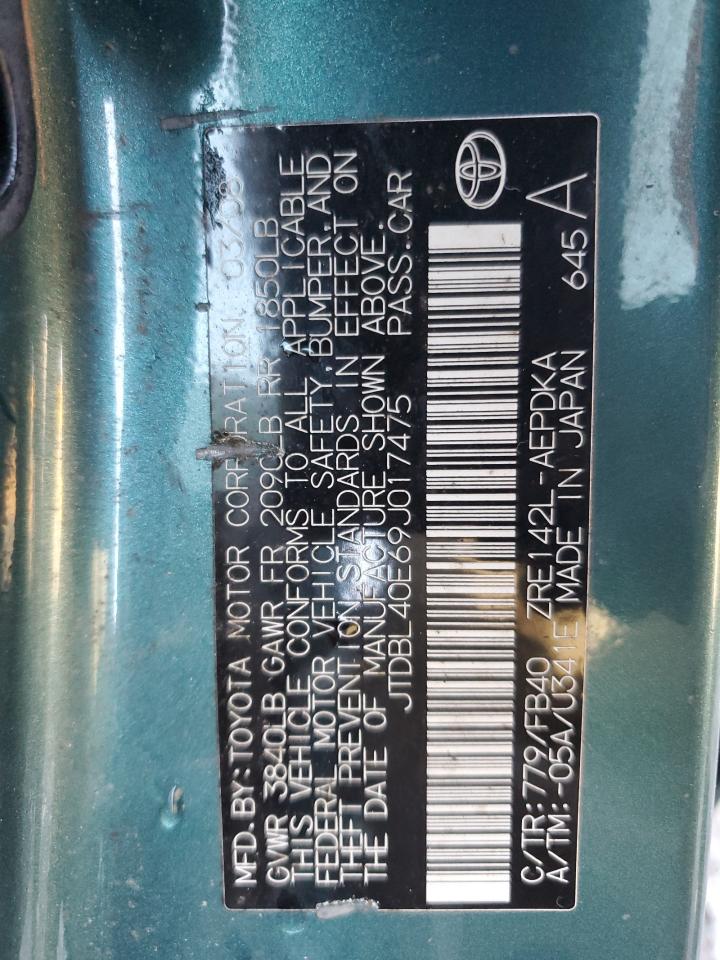 MFD. BY: TOYOTA MOTOR CORPORATION. 03/08
GVWR 3840LB GAWR FR 2090LB RR 1850LB
THIS VEHICLE CONFORMS TO ALL APPLICABLE
FEDERAL MOTOR VEHICLE SAFETY, BUMPER, AND
THEFT PREVENTION STANDARDS IN EFFECT ON
THE DATE OF MANUFACTURE SHOWN ABOVE.
JTDBL40E69J017475 PASS. CAR
C/TR: 779/FB40 ZRE142L-AEPDKA
A/TM: -05A/U341E MADE IN JAPAN 645 A